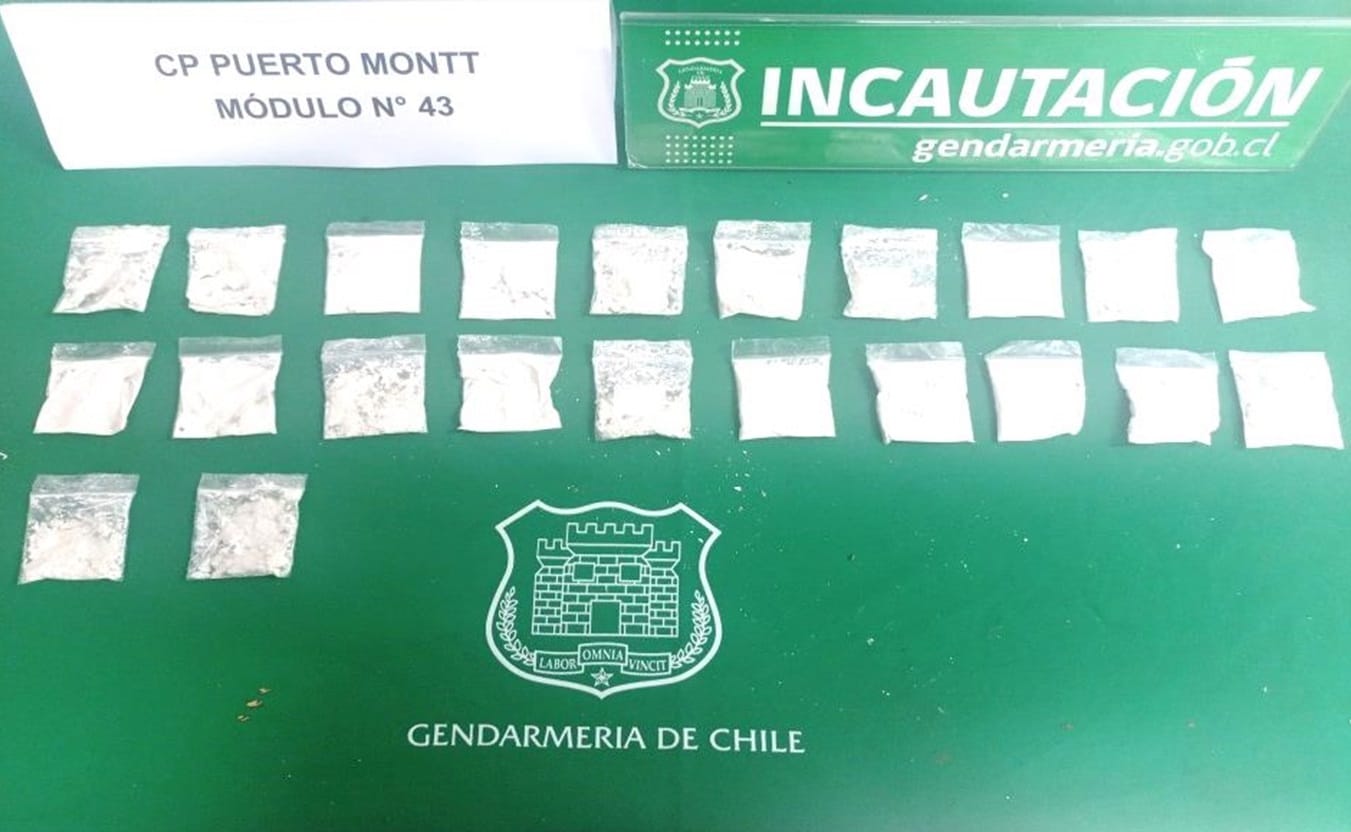 CP PUERTO MONTT
MÓDULO N° 43
INCAUTACIÓN
gendarmeria.gob.cl
LABOR OMNIA VINCIT
GENDARMERIA DE CHILE